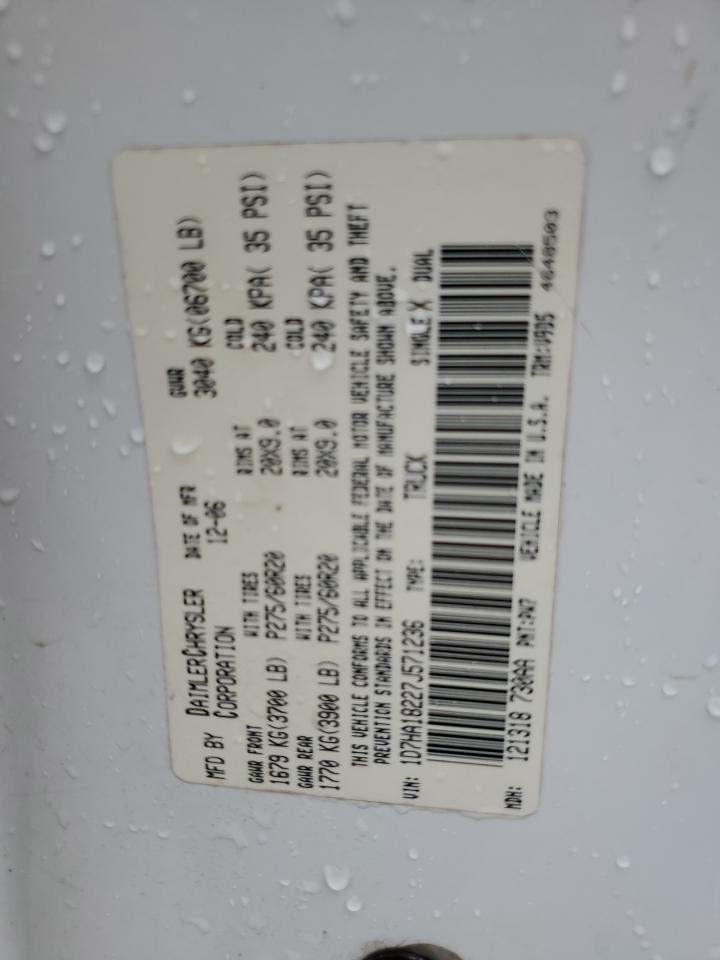 MFD BY DAIMLERCHRYSLER CORPORATION DATE OF MFR 12-06 GVWR 3040 KG(06700 LB)
GAWR FRONT WITH TIRES RIMS AT COLD
1679 KG(3700 LB) P275/60R20 20X9.0 240 KPA( 35 PSI)
GAWR REAR WITH TIRES RIMS AT COLD
1770 KG(3900 LB) P275/60R20 20X9.0 240 KPA( 35 PSI)
THIS VEHICLE CONFORMS TO ALL APPLICABLE FEDERAL MOTOR VEHICLE SAFETY AND THEFT
PREVENTION STANDARDS IN EFFECT ON THE DATE OF MANUFACTURE SHOWN ABOVE.
VIN: 1D7HA18227J571236 TYPE: TRUCK SINGLE X DUAL
MDH: 121318 730AA PNT:PW7 VEHICLE MADE IN U.S.A. TRM:V9D5
4648503